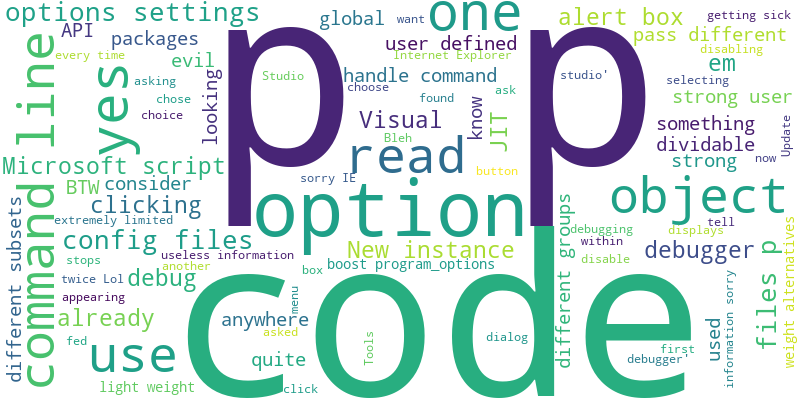 options settings
API
packages
evil
every time
asking
chose
choice
yes
command line
looking
Microsoft script
BTW
consider
clicking
extremely limited
config files
useless information
stops
another
twice Lol
debug
appearing
already
fed
different subsets
use
light weight
anywhere
asked
quite
click
menu
box
Tools
global
want
one
user defined
Internet Explorer
Studio
handle command
choose
found
ask
Visual
Bleh
know
JIT
read
sorry IE
button
p p
option
New instance
boost program_options
code
dialog
alert box
getting sick
pass different
disabling
em
studio'
selecting
strong user
something
dividable
Update
strong
now
object
tell
debugging
displays
within
debugger
disable
different groups
files p
weight alternatives
used
information sorry
first
debugger'